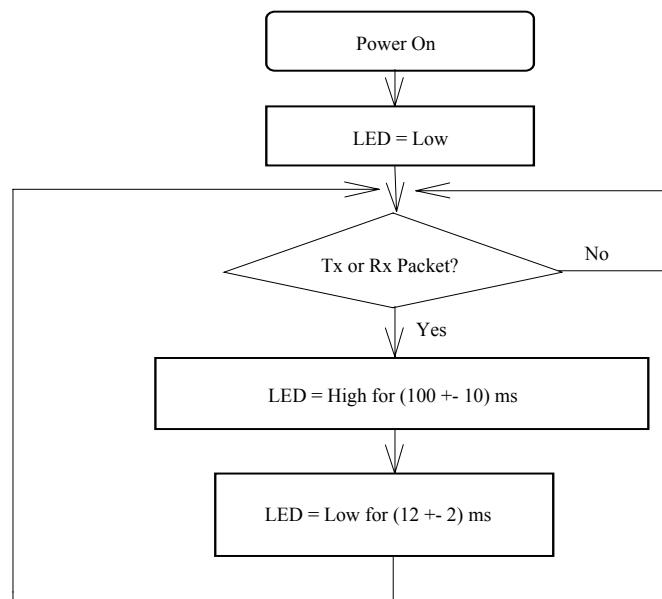 Power On
LED = Low
Tx or Rx Packet?
No
Yes
LED = High for (100 +- 10) ms
LED = Low for (12 +- 2) ms